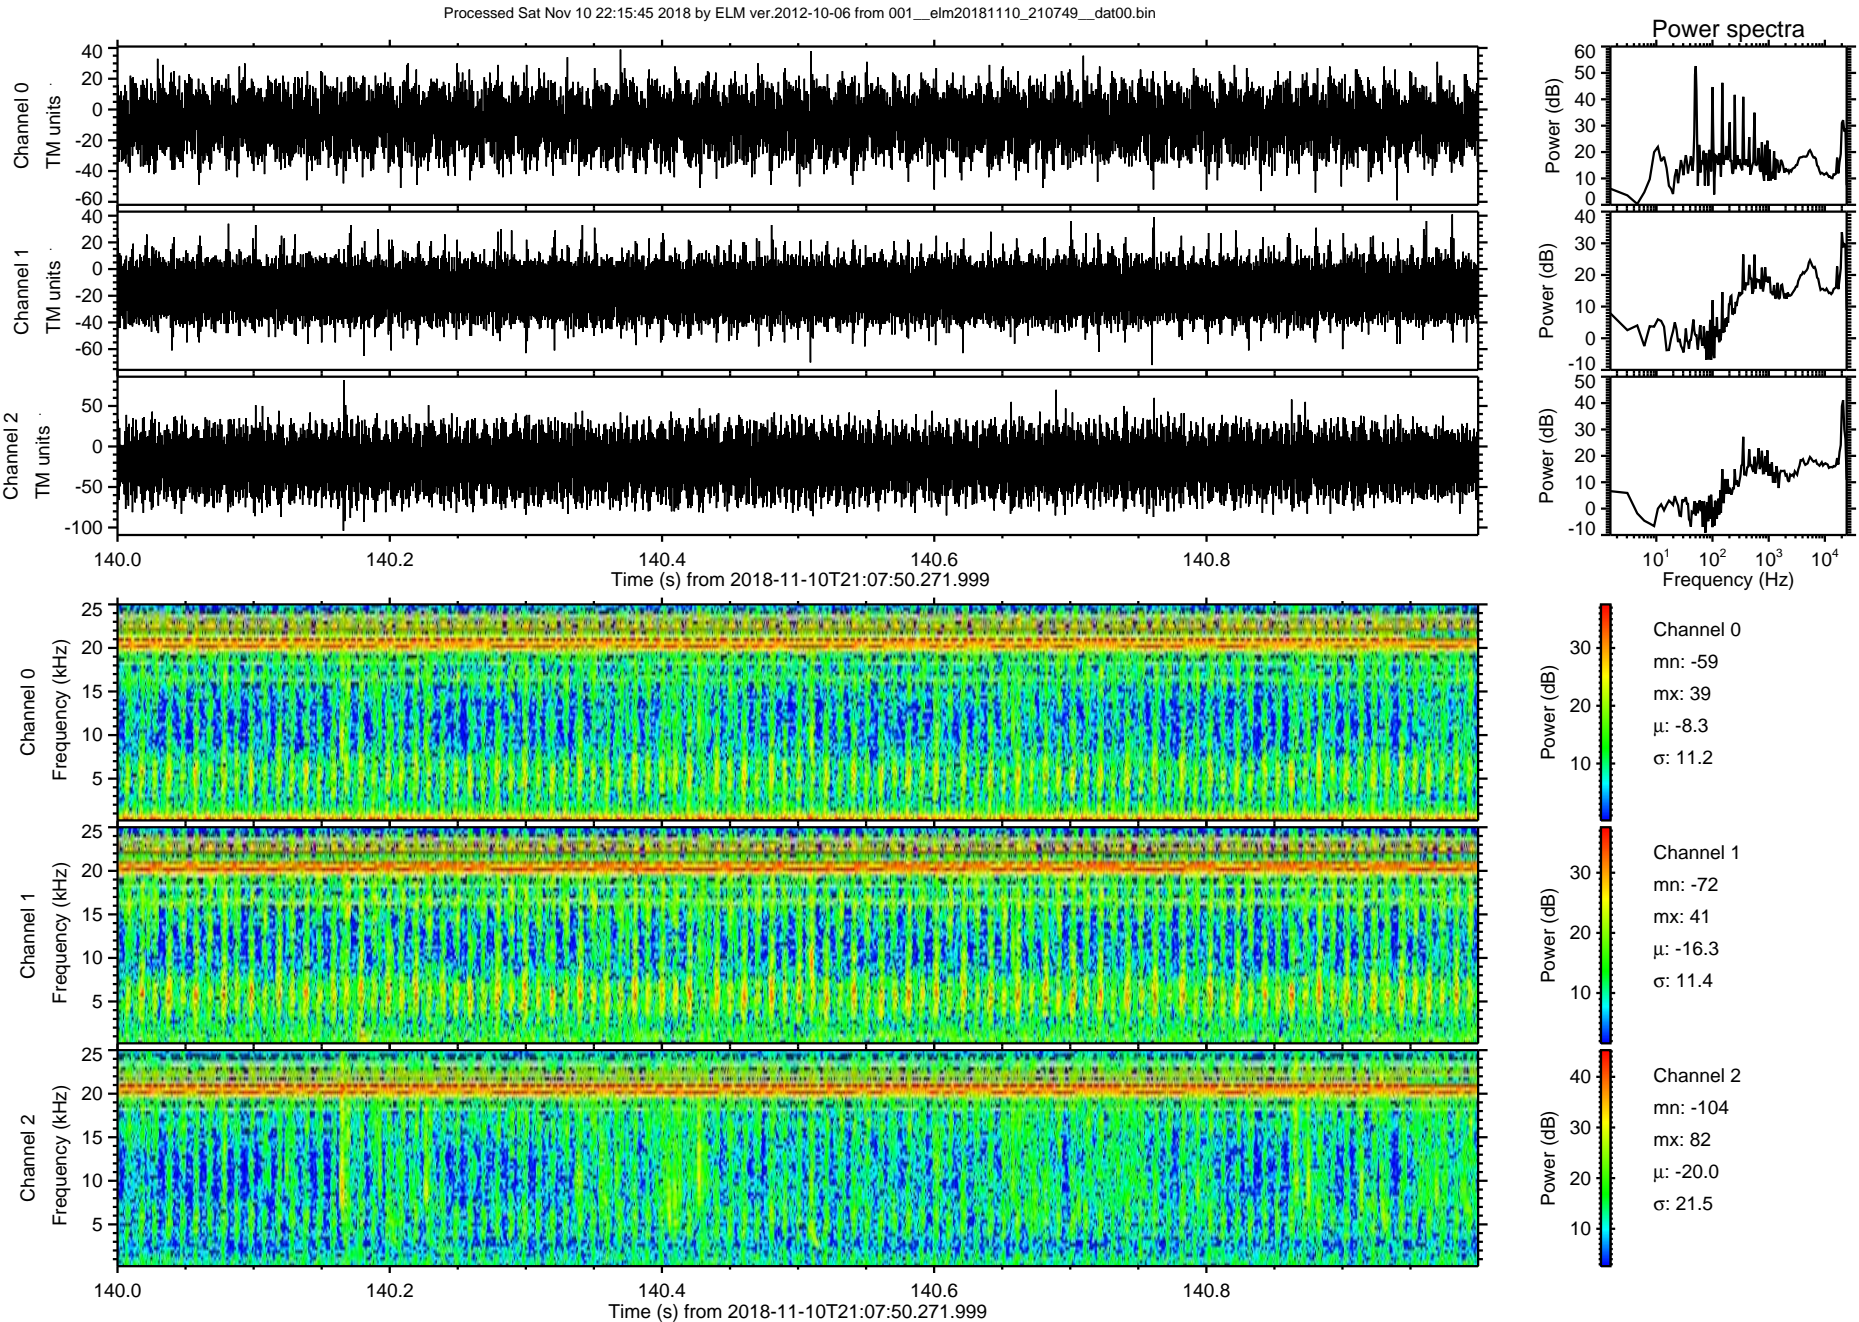 Processed Sat Nov 10 22:15:45 2018 by ELM ver.2012-10-06 from 001__elm20181110_210749__dat00.bin
Power spectra
Channel 0
TM units
40
20
0
-20
-40
-60
Power (dB)
60
50
40
30
20
10
0
Channel 1
TM units
40
20
0
-20
-40
-60
Power (dB)
40
30
20
10
0
-10
Channel 2
TM units
50
0
-50
-100
Power (dB)
50
40
30
20
10
0
-10
140.0 140.2 140.4 140.6 140.8
Time (s) from 2018-11-10T21:07:50.271.999
10^1 10^2 10^3 10^4
Frequency (Hz)
Channel 0
Frequency (kHz)
25
20
15
10
5
Power (dB)
30
20
10
Channel 0
mn: -59
mx: 39
μ: -8.3
σ: 11.2
Channel 1
Frequency (kHz)
25
20
15
10
5
Power (dB)
30
20
10
Channel 1
mn: -72
mx: 41
μ: -16.3
σ: 11.4
Channel 2
Frequency (kHz)
25
20
15
10
5
Power (dB)
40
30
20
10
Channel 2
mn: -104
mx: 82
μ: -20.0
σ: 21.5
140.0 140.2 140.4 140.6 140.8
Time (s) from 2018-11-10T21:07:50.271.999